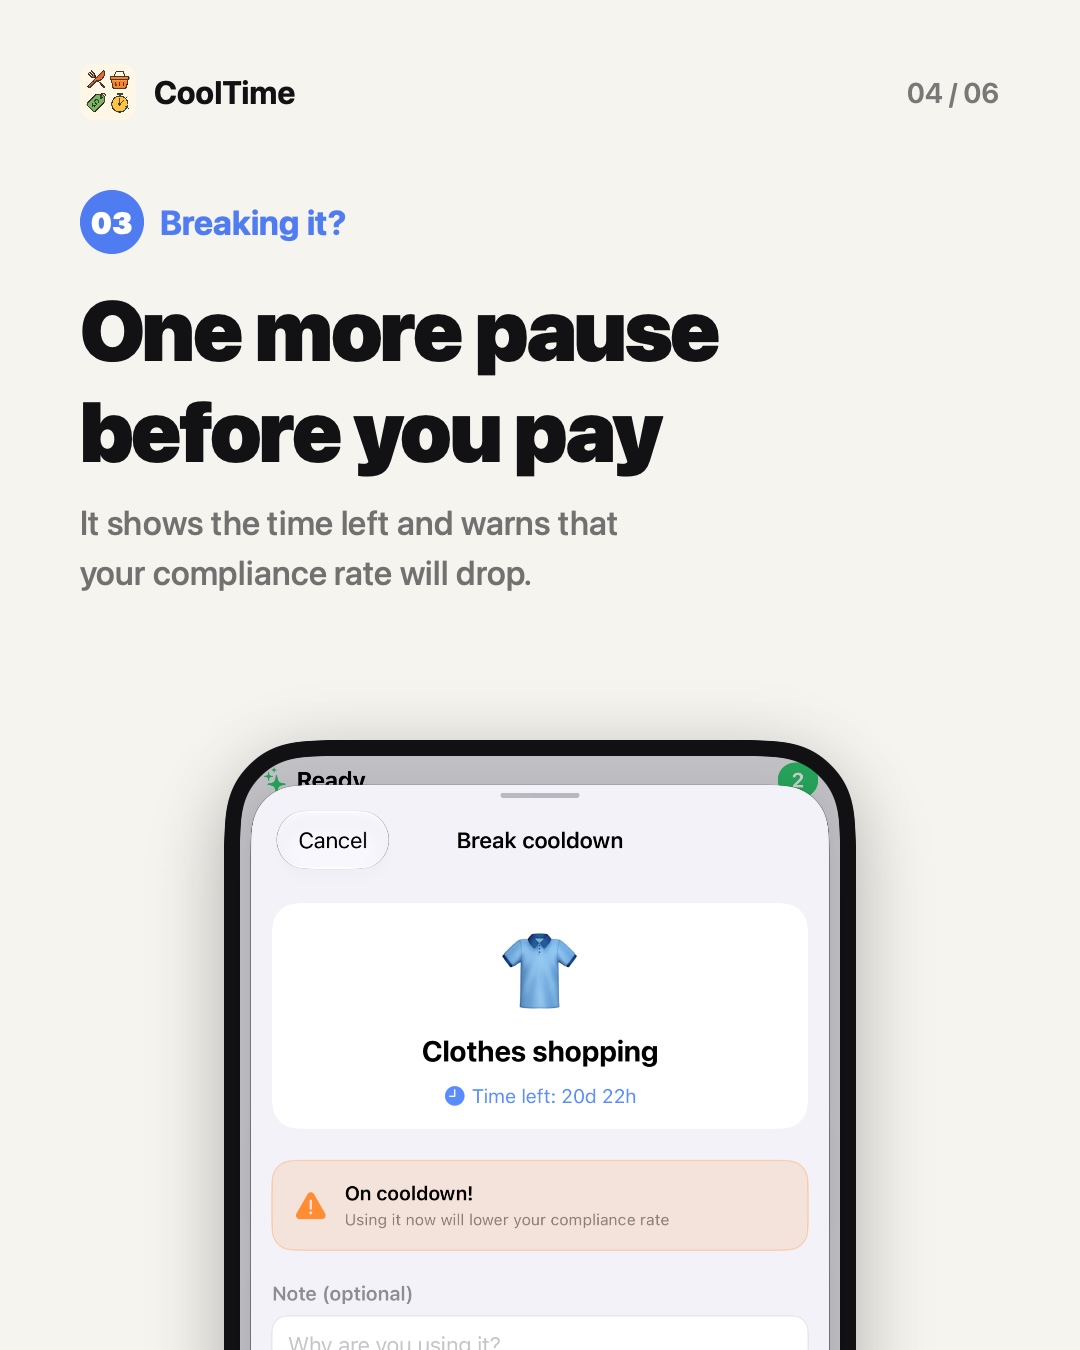 CoolTime
04 / 06
03 Breaking it?
One more pause
before you pay
It shows the time left and warns that
your compliance rate will drop.
Ready
2
Cancel
Break cooldown
Clothes shopping
Time left: 20d 22h
On cooldown!
Using it now will lower your compliance rate
Note (optional)
Why are you using it?